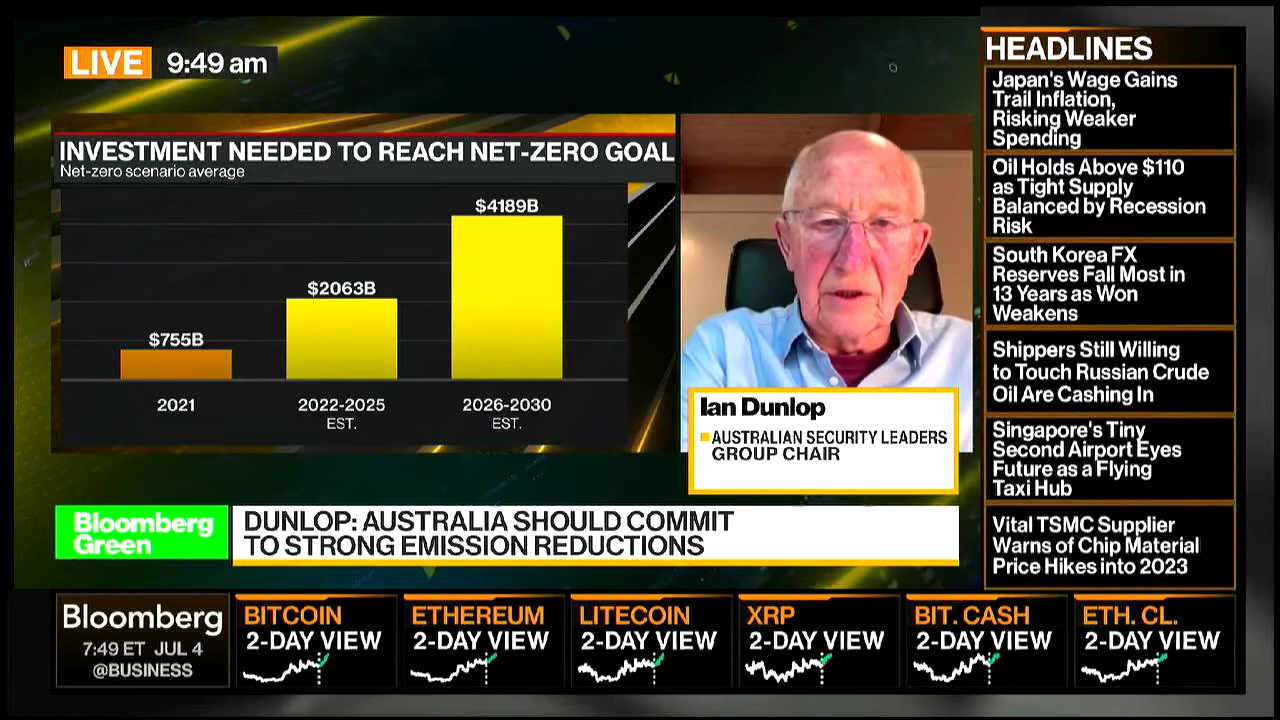 LIVE 9:49 am
INVESTMENT NEEDED TO REACH NET-ZERO GOAL
Net-zero scenario average
$755B
$2063B
$4189B
2021
2022-2025
EST.
2026-2030
EST.
Ian Dunlop
AUSTRALIAN SECURITY LEADERS
GROUP CHAIR
Bloomberg
Green
DUNLOP: AUSTRALIA SHOULD COMMIT
TO STRONG EMISSION REDUCTIONS
HEADLINES
Japan's Wage Gains
Trail Inflation,
Risking Weaker
Spending
Oil Holds Above $110
as Tight Supply
Balanced by Recession
Risk
South Korea FX
Reserves Fall Most in
13 Years as Won
Weakens
Shippers Still Willing
to Touch Russian Crude
Oil Are Cashing In
Singapore's Tiny
Second Airport Eyes
Future as a Flying
Taxi Hub
Vital TSMC Supplier
Warns of Chip Material
Price Hikes into 2023
Bloomberg
7:49 ET JUL 4
@BUSINESS
BITCOIN
2-DAY VIEW
ETHEREUM
2-DAY VIEW
LITECOIN
2-DAY VIEW
XRP
2-DAY VIEW
BIT. CASH
2-DAY VIEW
ETH. CL.
2-DAY VIEW